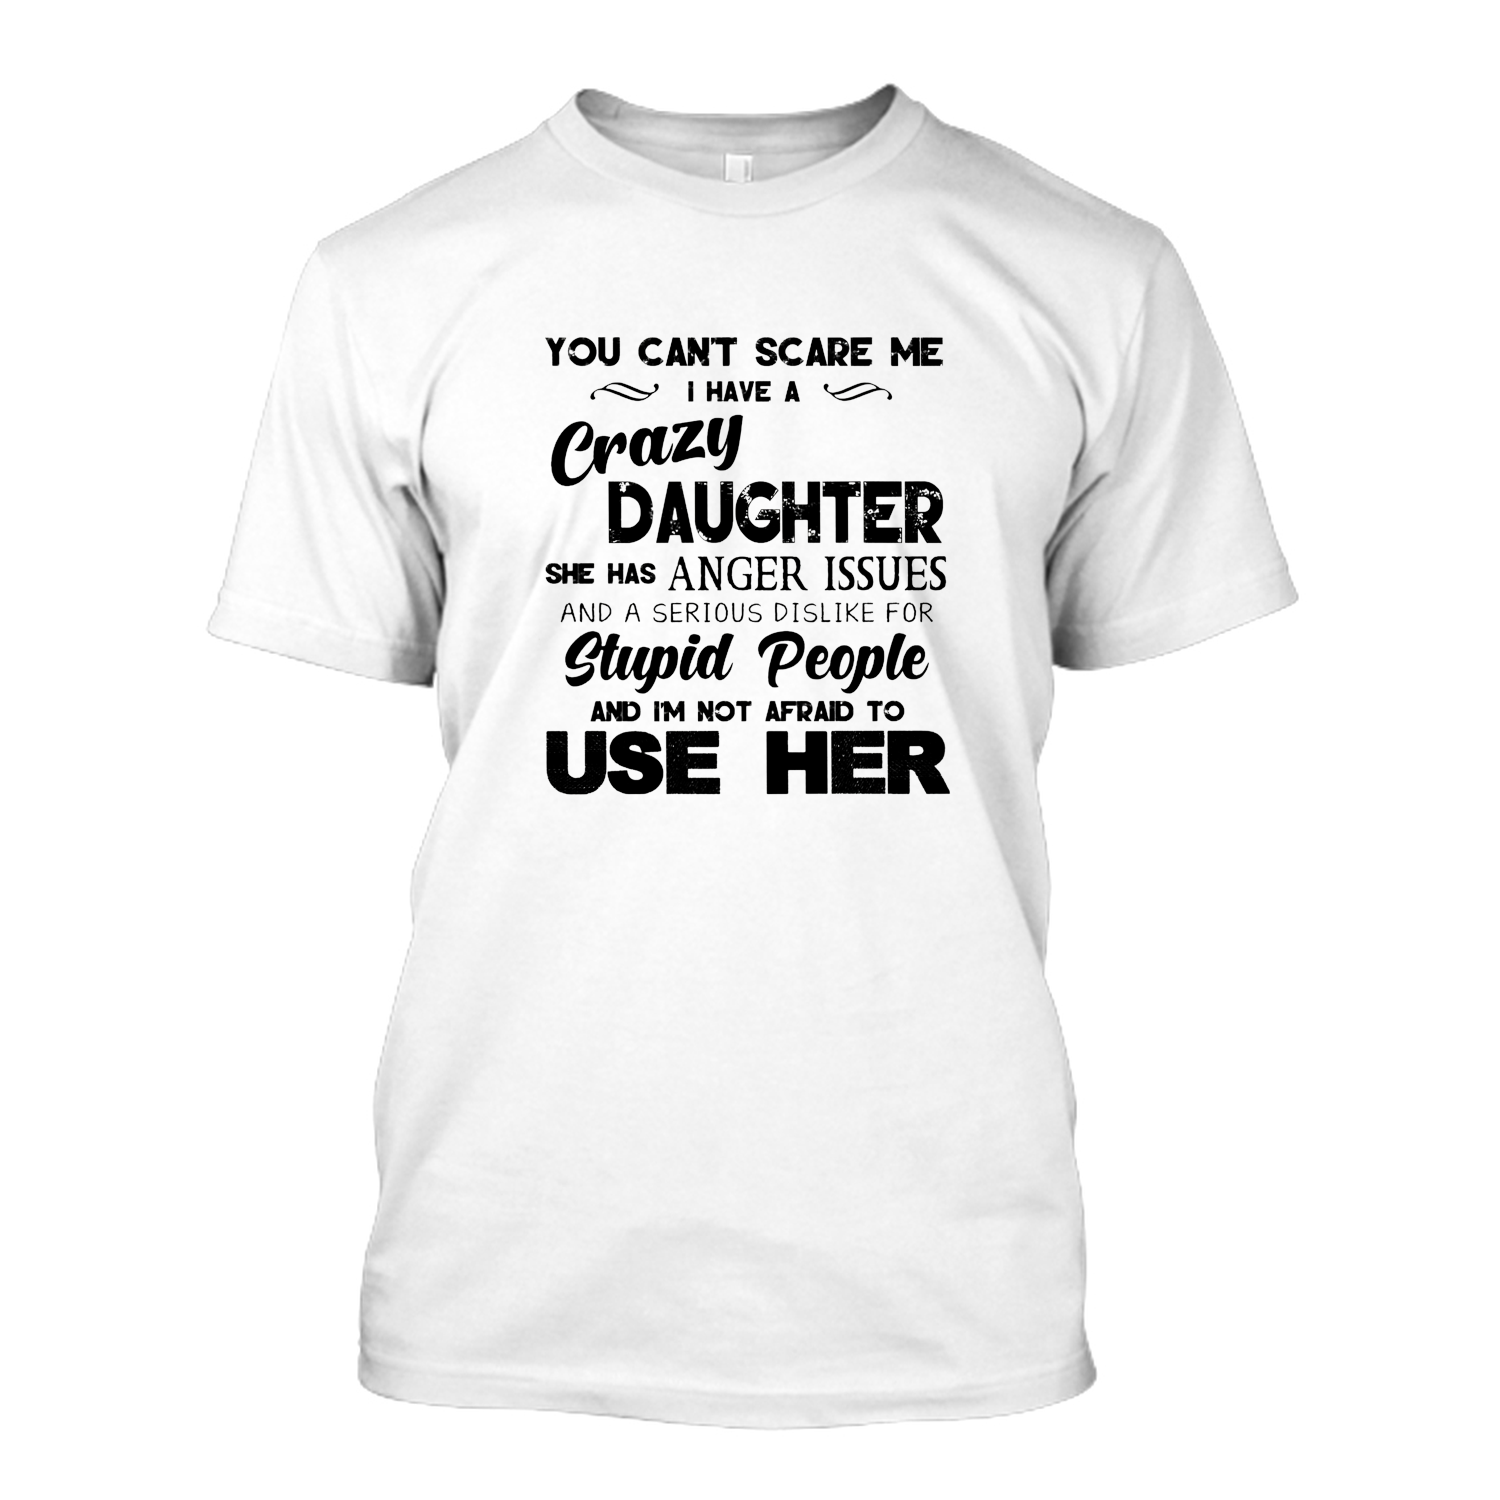 YOU CAN'T SCARE ME
I HAVE A
Crazy
DAUGHTER
SHE HAS ANGER ISSUES
AND A SERIOUS DISLIKE FOR
Stupid People
AND I'M NOT AFRAID TO
USE HER